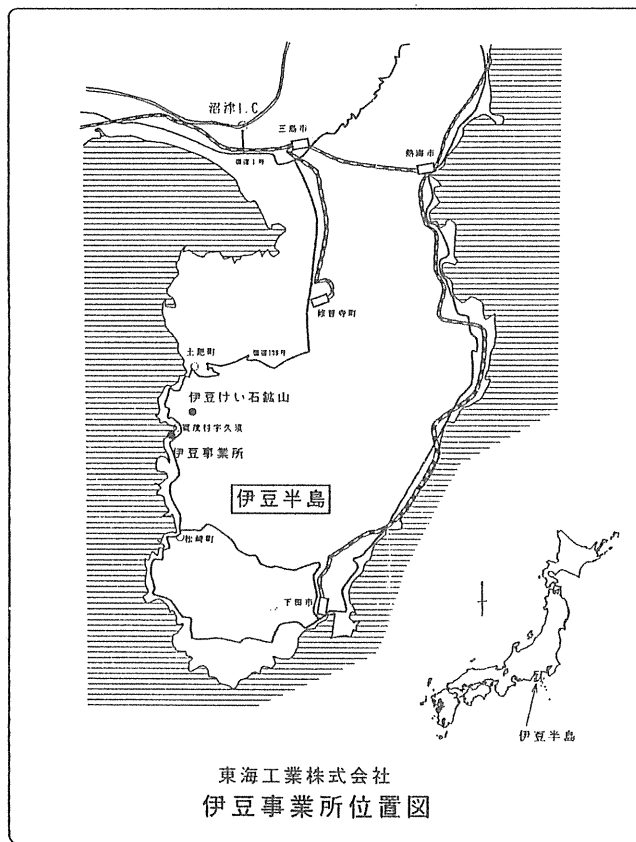 沼津I.C
三島市
熱海市
国道1号
修善寺町
土肥町
国道136号
伊豆けい石鉱山
賀茂村宇久須
伊豆事業所
伊豆半島
松崎町
下田市
伊豆半島
東海工業株式会社
伊豆事業所位置図